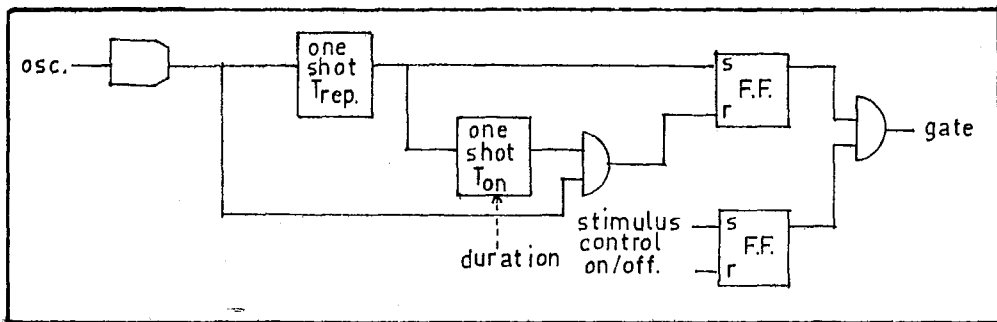 osc.
one
shot
Trep.
one
shot
Ton
duration
s
F.F.
r
gate
stimulus
control
on/off.
s
F.F.
r